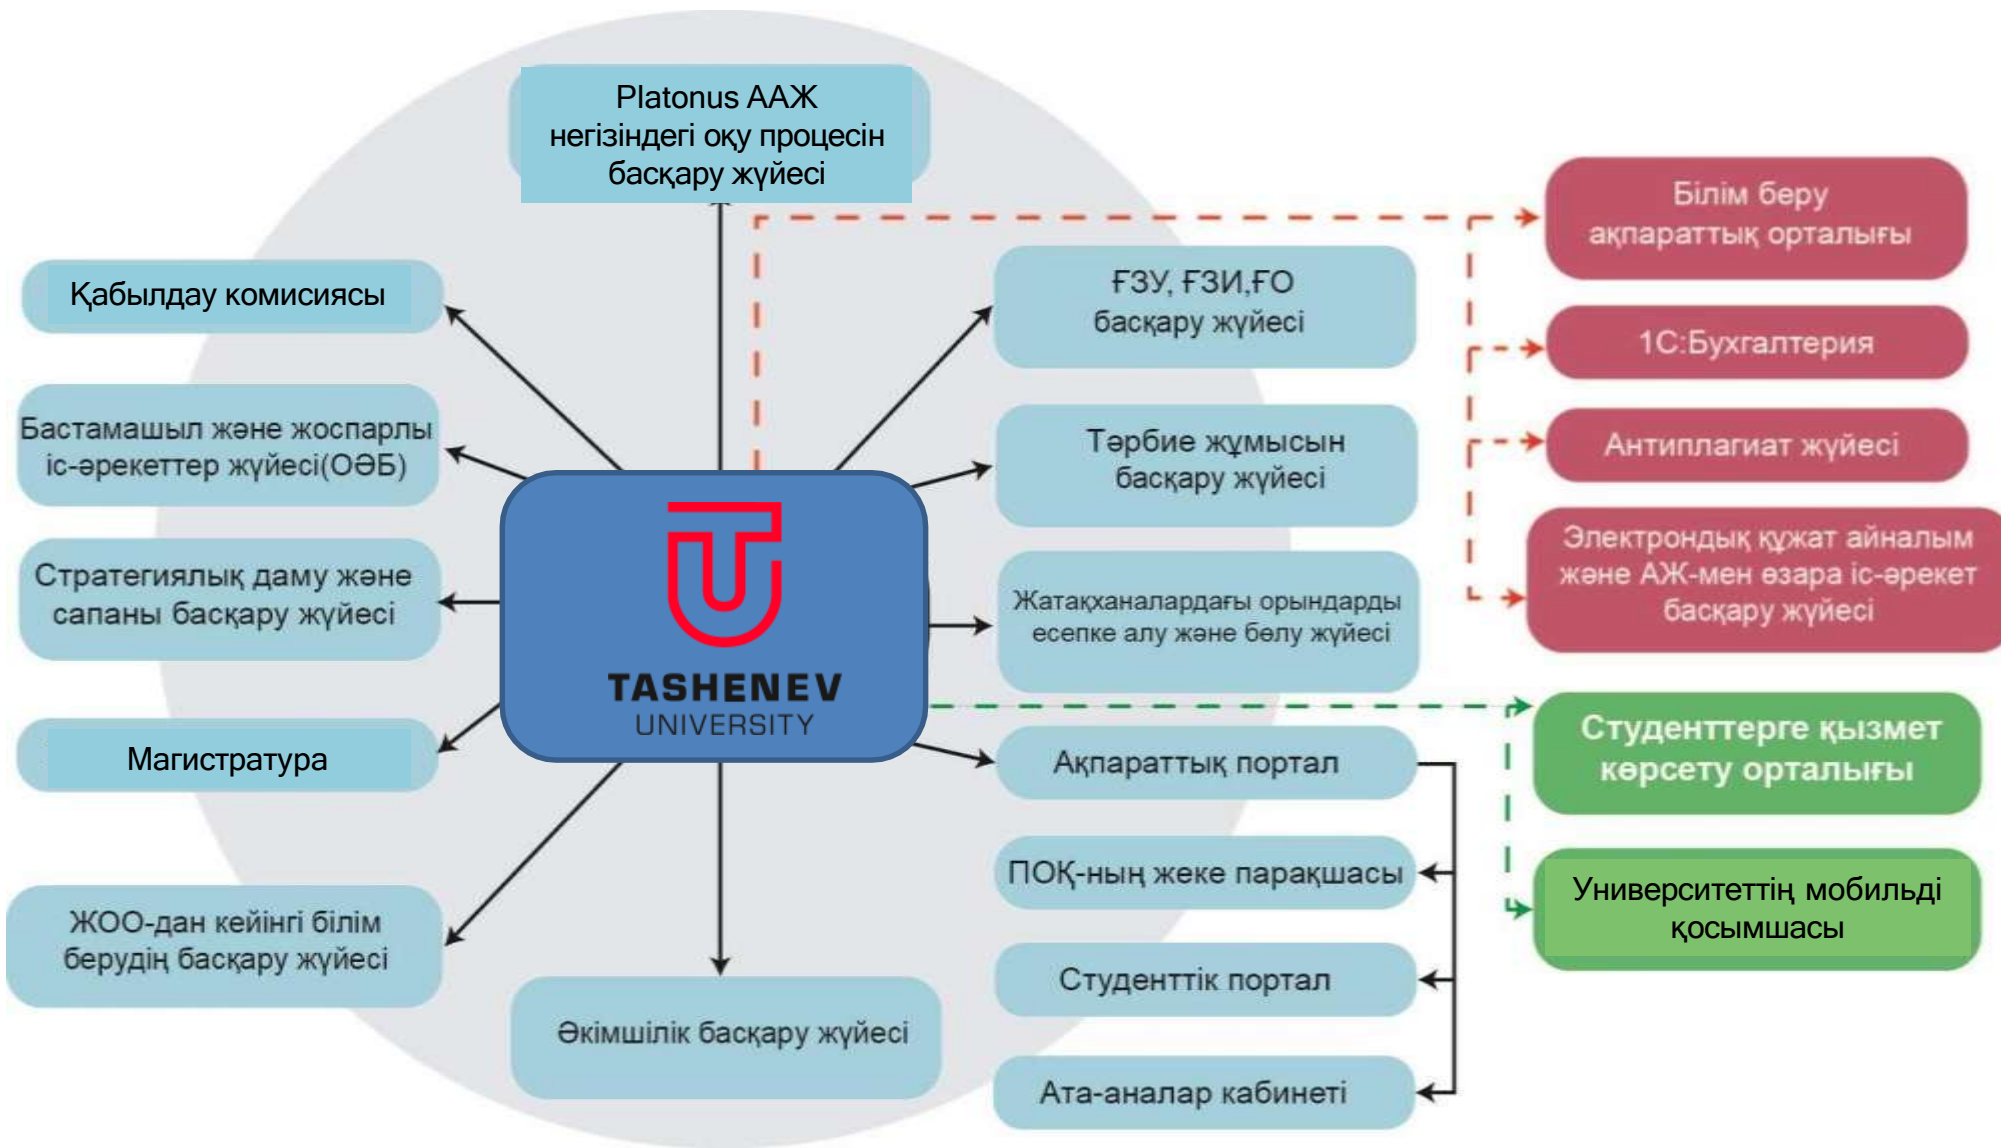 Platonus ААЖ
негізіндегі оқу процесін
басқару жүйесі
Қабылдау комисиясы
Бастамашыл және жоспарлы
іс-әрекеттер жүйесі(ОӘБ)
Стратегиялық даму және
сапаны басқару жүйесі
Магистратура
ЖОО-дан кейінгі білім
берудің басқару жүйесі
TASHENEV
UNIVERSITY
Әкімшілік басқару жүйесі
ҒЗУ, ҒЗИ,ҒО
басқару жүйесі
Тәрбие жұмысын
басқару жүйесі
Жатақханалардағы орындарды
есепке алу және бөлу жүйесі
Ақпараттық портал
ПОҚ-ның жеке парақшасы
Студенттік портал
Ата-аналар кабинеті
Білім беру
ақпараттық орталығы
1С:Бухгалтерия
Антиплагиат жүйесі
Электрондық құжат айналым
және АЖ-мен өзара іс-әрекет
басқару жүйесі
Студенттерге қызмет
көрсету орталығы
Университеттің мобильді
қосымшасы